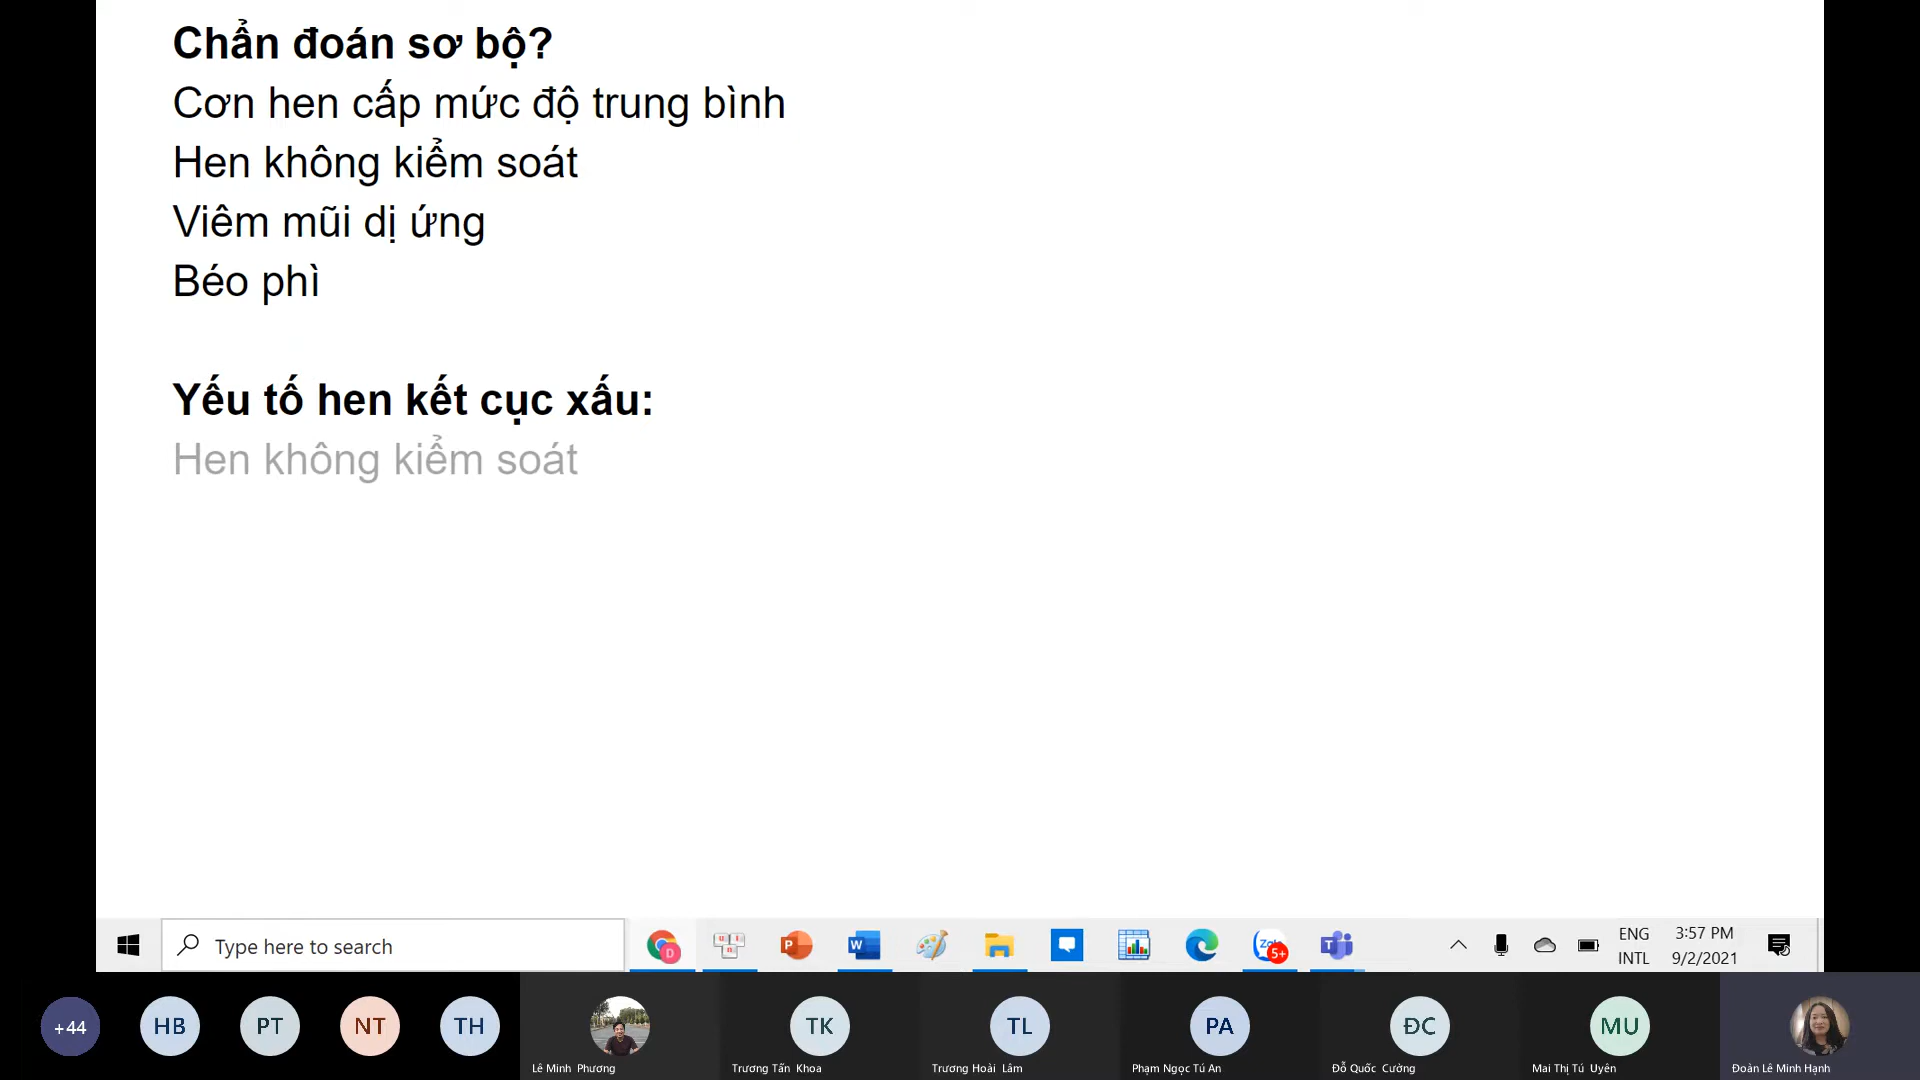 Chẩn đoán sơ bộ?
Cơn hen cấp mức độ trung bình
Hen không kiểm soát
Viêm mũi dị ứng
Béo phì
Yếu tố hen kết cục xấu:
Hen không kiểm soát
Type here to search
D
P
W
5+
T
ENG
INTL
3:57 PM
9/2/2021
+44
HB
PT
NT
TH
TK
TL
PA
ĐC
MU
Lê Minh Phương
Trương Tấn Khoa
Trương Hoài Lâm
Phạm Ngọc Tú An
Đỗ Quốc Cường
Mai Thị Tú Uyên
Đoàn Lê Minh Hạnh